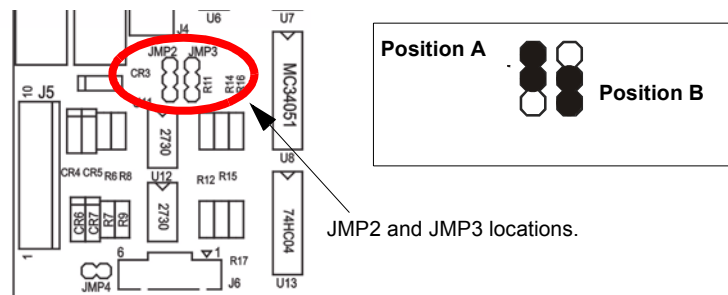 U6
U7
J4
JMP2 JMP3
CR3
R11
R14
R16
MC34051
10
J5
2730
U8
CR4 CR5 R6 R8
U12
R12 R15
CR6
CR7
R7
R9
2730
74HC04
1
6
1
R17
JMP4
J6
U13
Position A
Position B
JMP2 and JMP3 locations.